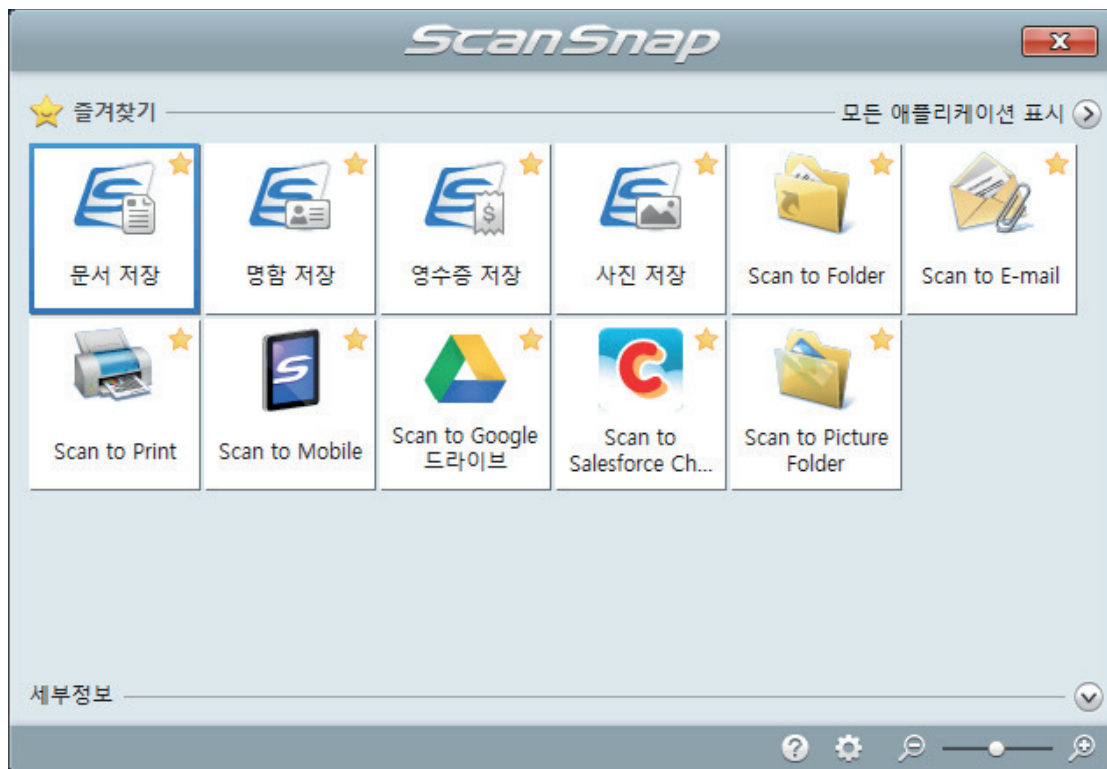 ScanSnap
즐겨찾기
모든 애플리케이션 표시
문서 저장
명함 저장
영수증 저장
사진 저장
Scan to Folder
Scan to E-mail
Scan to Print
Scan to Mobile
Scan to Google
드라이브
Scan to
Salesforce Ch...
Scan to Picture
Folder
세부정보